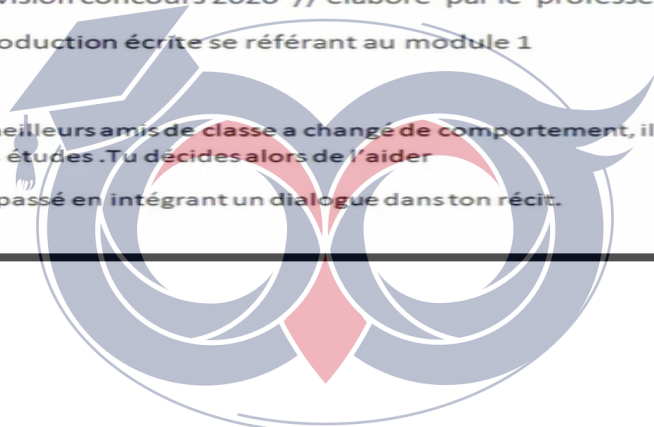 vision concours 2020 // élaboré par le professe
oduction écrite se référant au module 1
eilleurs amis de classe a changé de comportement, il
s études .Tu décides alors de l'aider
passé en intégrant un dialogue dans ton récit.